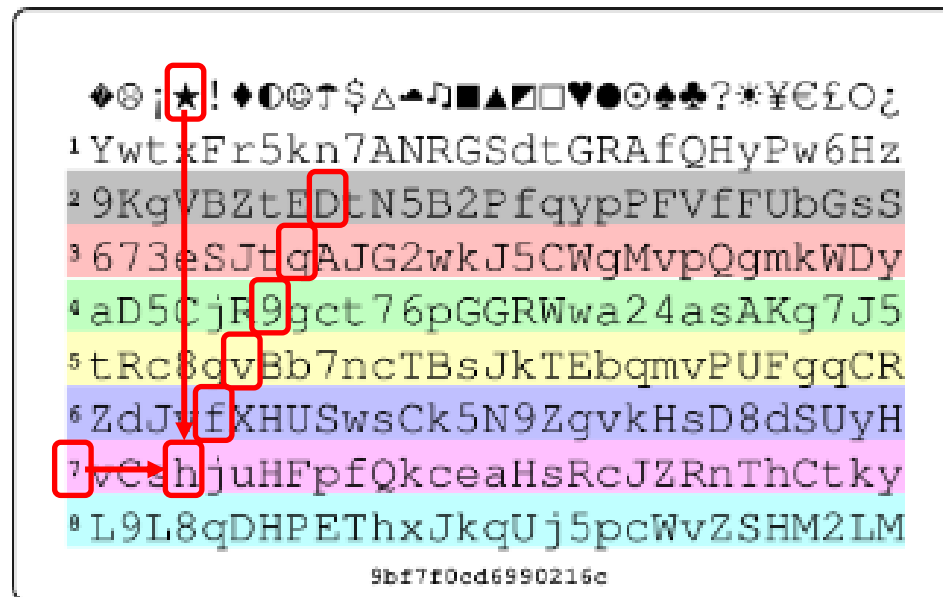 �☹¡★!♦◐☺☂$△☁♫■▲◩□♥●⊙♠♣?☀¥€£○¿
1 YwtxFr5kn7ANRGSdtGRAfQHyPw6Hz
2 9KgVBZtEDtN5B2PfqypPFVfFUbGsS
3 673eSJtqAJG2wkJ5CWgMvpQgmkWDy
4 aD5CjR9gct76pGGRWwa24asAKg7J5
5 tRc8qvBb7ncTBsJkTEbqmvPUFgqCR
6 ZdJvfXHUSwsCk5N9ZgvkHsD8dSUyH
7 vCshjuHFpfQkceaHsRcJZRnThCtky
8 L9L8qDHPEThxJkqUj5pcWvZSHM2LM
9bf7f0cd6990216c